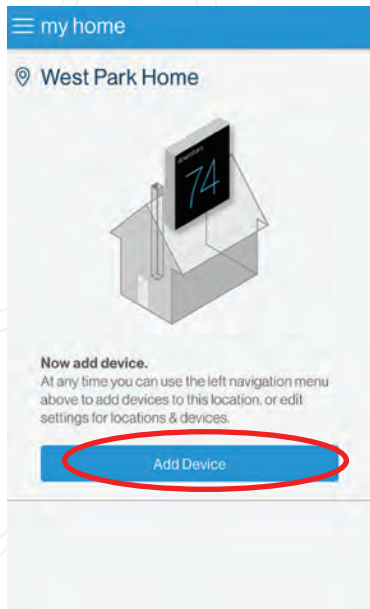 my home
West Park Home
downstairs
74
Now add device.
At any time you can use the left navigation menu
above to add devices to this location, or edit
settings for locations & devices.
Add Device